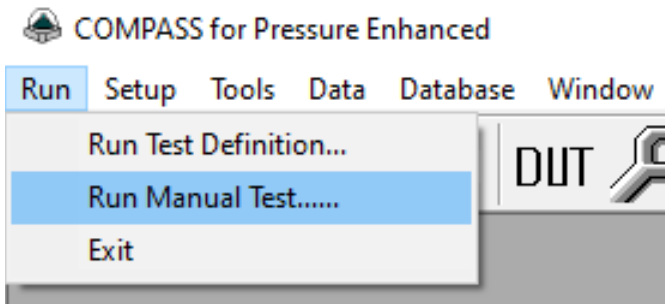 COMPASS for Pressure Enhanced
Run Setup Tools Data Database Window
Run Test Definition...
DUT
Run Manual Test......
Exit